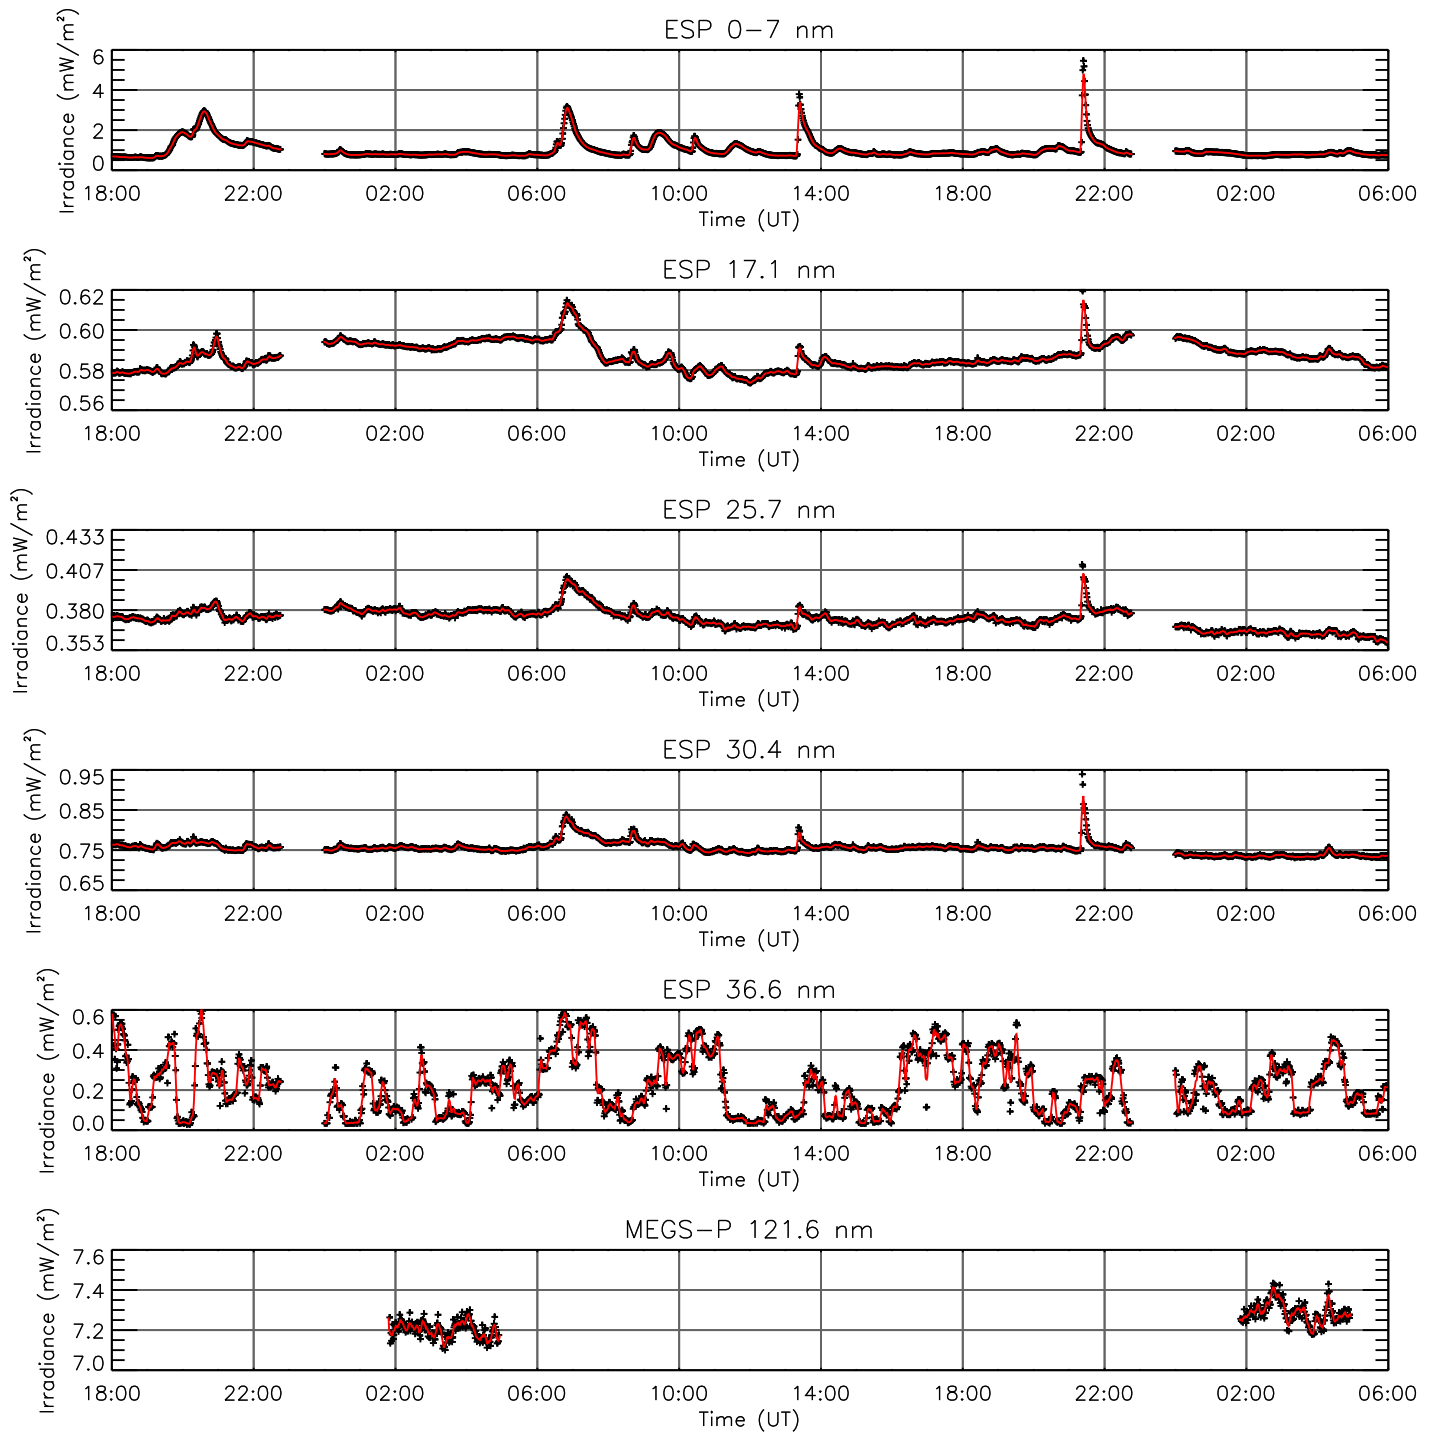 ESP 0-7 nm
Irradiance (mW/m²)
6
4
2
0
18:00 22:00 02:00 06:00 10:00 14:00 18:00 22:00 02:00 06:00
Time (UT)
ESP 17.1 nm
Irradiance (mW/m²)
0.62
0.60
0.58
0.56
18:00 22:00 02:00 06:00 10:00 14:00 18:00 22:00 02:00 06:00
Time (UT)
ESP 25.7 nm
Irradiance (mW/m²)
0.433
0.407
0.380
0.353
18:00 22:00 02:00 06:00 10:00 14:00 18:00 22:00 02:00 06:00
Time (UT)
ESP 30.4 nm
Irradiance (mW/m²)
0.95
0.85
0.75
0.65
18:00 22:00 02:00 06:00 10:00 14:00 18:00 22:00 02:00 06:00
Time (UT)
ESP 36.6 nm
Irradiance (mW/m²)
0.6
0.4
0.2
0.0
18:00 22:00 02:00 06:00 10:00 14:00 18:00 22:00 02:00 06:00
Time (UT)
MEGS-P 121.6 nm
Irradiance (mW/m²)
7.6
7.4
7.2
7.0
18:00 22:00 02:00 06:00 10:00 14:00 18:00 22:00 02:00 06:00
Time (UT)